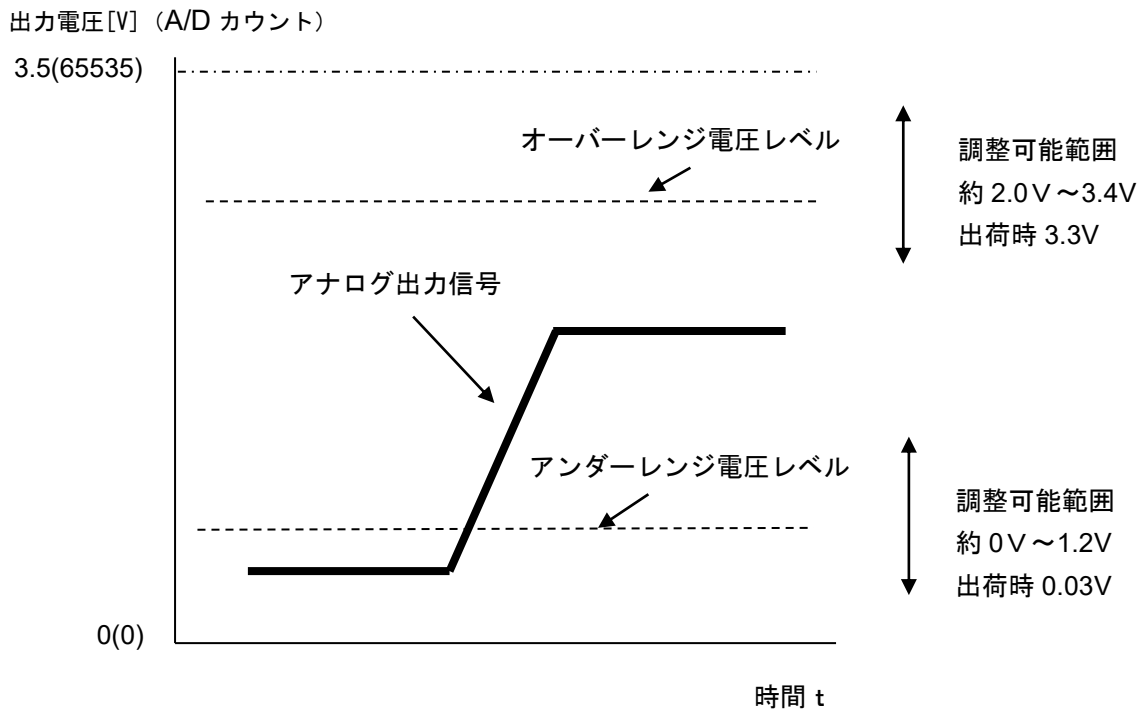 出力電圧[V]（A/D カウント）
3.5(65535)
オーバーレンジ電圧レベル
調整可能範囲
約 2.0Ｖ～3.4V
出荷時 3.3V
アナログ出力信号
アンダーレンジ電圧レベル
調整可能範囲
約 0Ｖ～1.2V
出荷時 0.03V
0(0)
時間 t